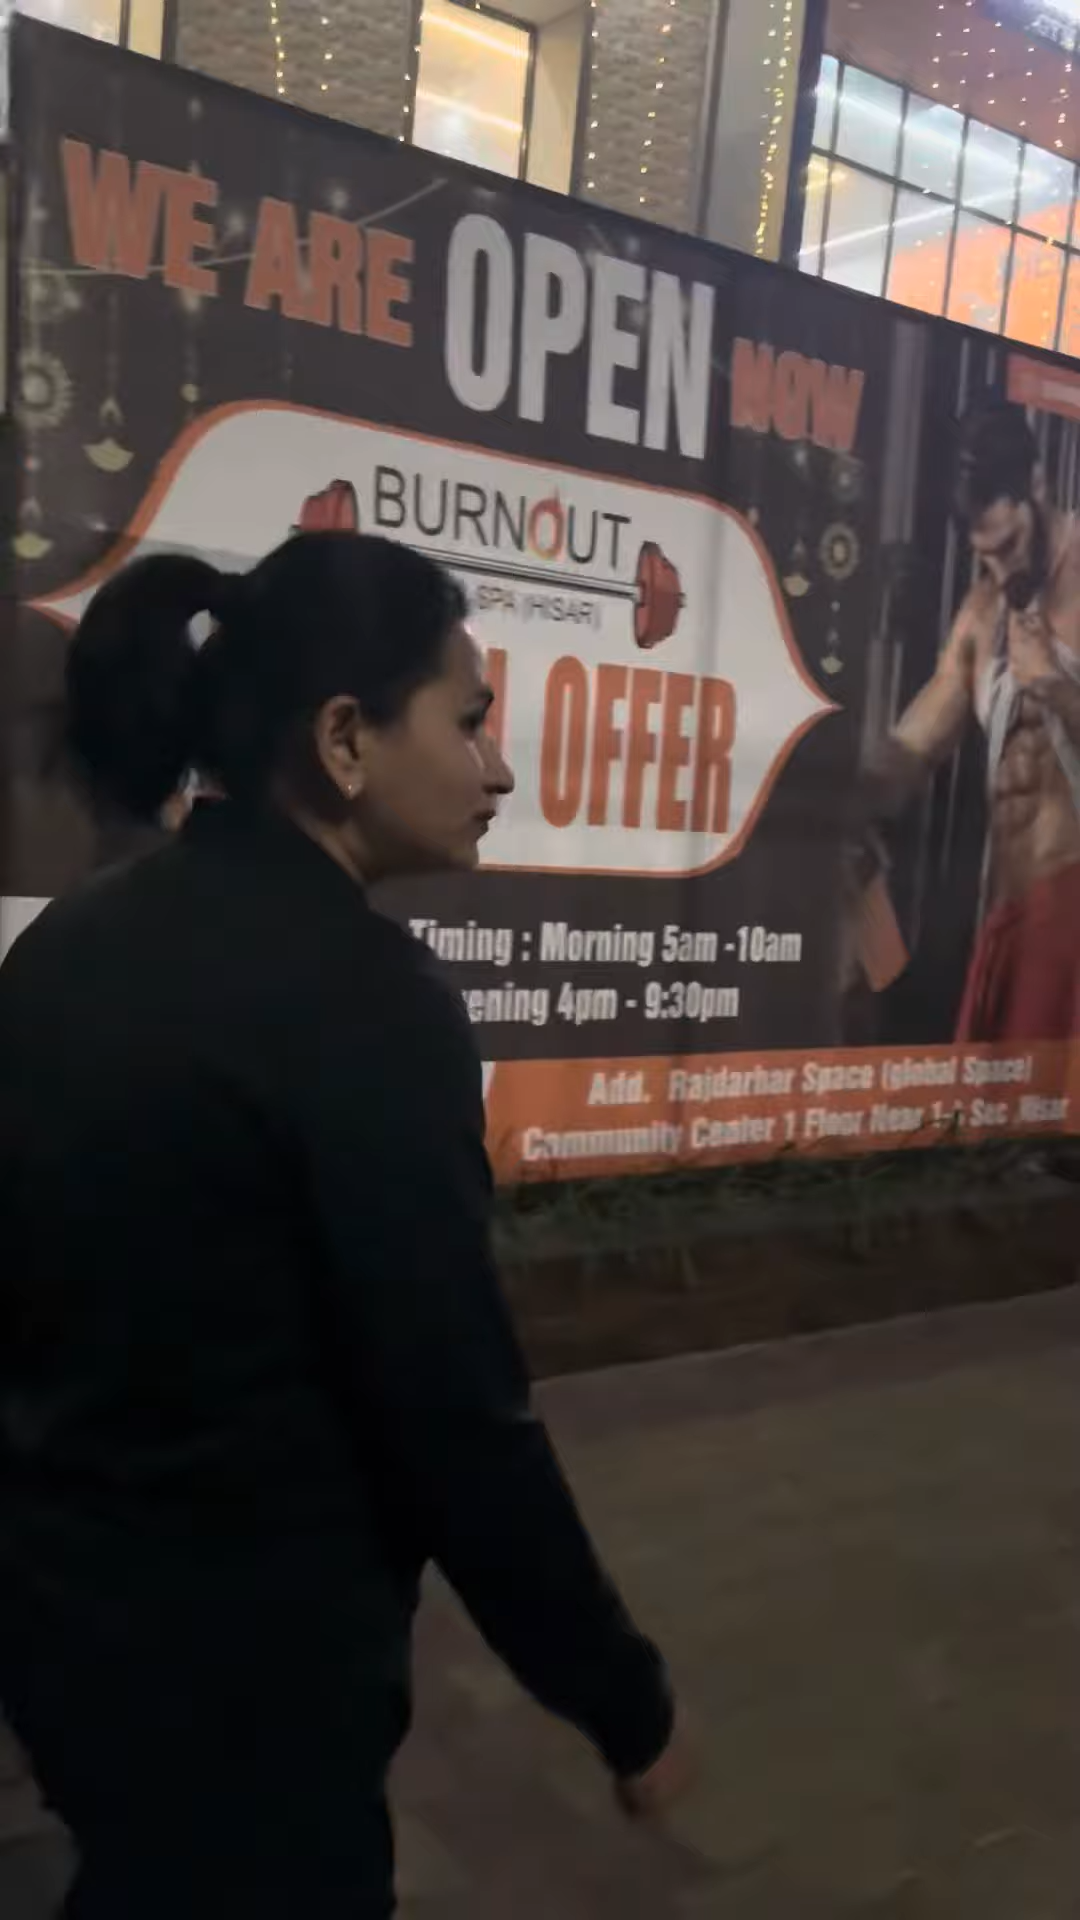 WE ARE OPEN NOW
BURNOUT
SPA (HISAR)
OFFER
Timing : Morning 5am -10am
4pm - 9:30pm
Add. Rajdarbar Space (global Space)
Community Center 1 Floor Near Sec Hisar